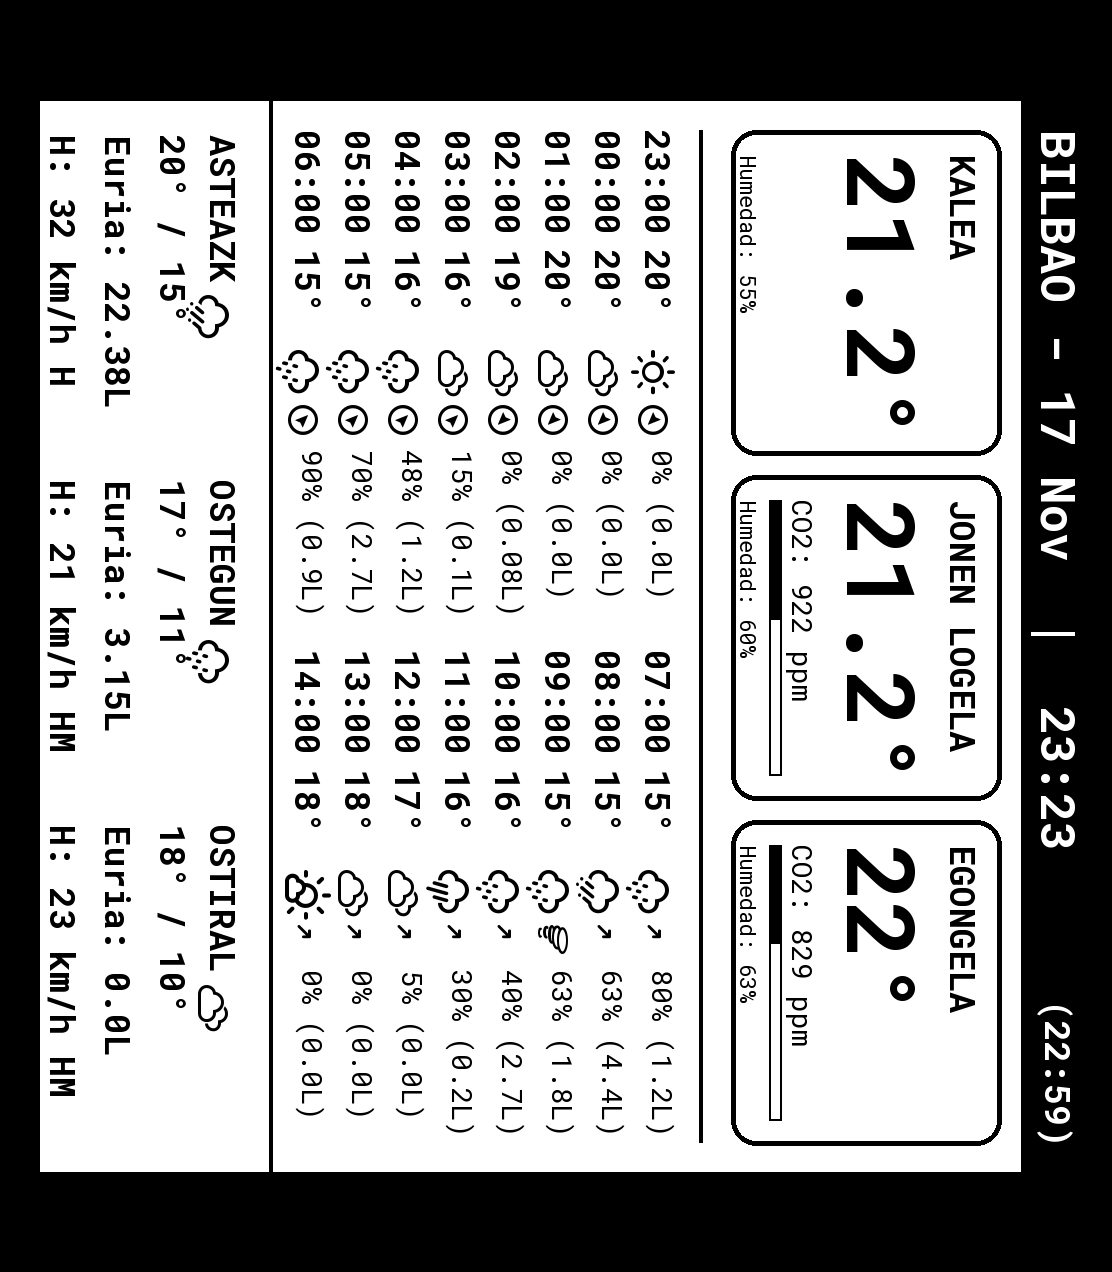 BILBAO - 17 Nov | 23:23 (22:59)
KALEA
21.2°
Humedad: 55%
JONEN LOGELA
21.2°
CO2: 922 ppm
Humedad: 60%
EGONGELA
22°
CO2: 829 ppm
Humedad: 63%
23:00 20° 0% (0.0L)
00:00 20° 0% (0.0L)
01:00 20° 0% (0.0L)
02:00 19° 0% (0.08L)
03:00 16° 15% (0.1L)
04:00 16° 48% (1.2L)
05:00 15° 70% (2.7L)
06:00 15° 90% (0.9L)
07:00 15° 80% (1.2L)
08:00 15° 63% (4.4L)
09:00 15° 63% (1.8L)
10:00 16° 40% (2.7L)
11:00 16° 30% (0.2L)
12:00 17° 5% (0.0L)
13:00 18° 0% (0.0L)
14:00 18° 0% (0.0L)
ASTEAZK
20° / 15°
Euria: 22.38L
H: 32 km/h H
OSTEGUN
17° / 11°
Euria: 3.15L
H: 21 km/h HM
OSTIRAL
18° / 10°
Euria: 0.0L
H: 23 km/h HM